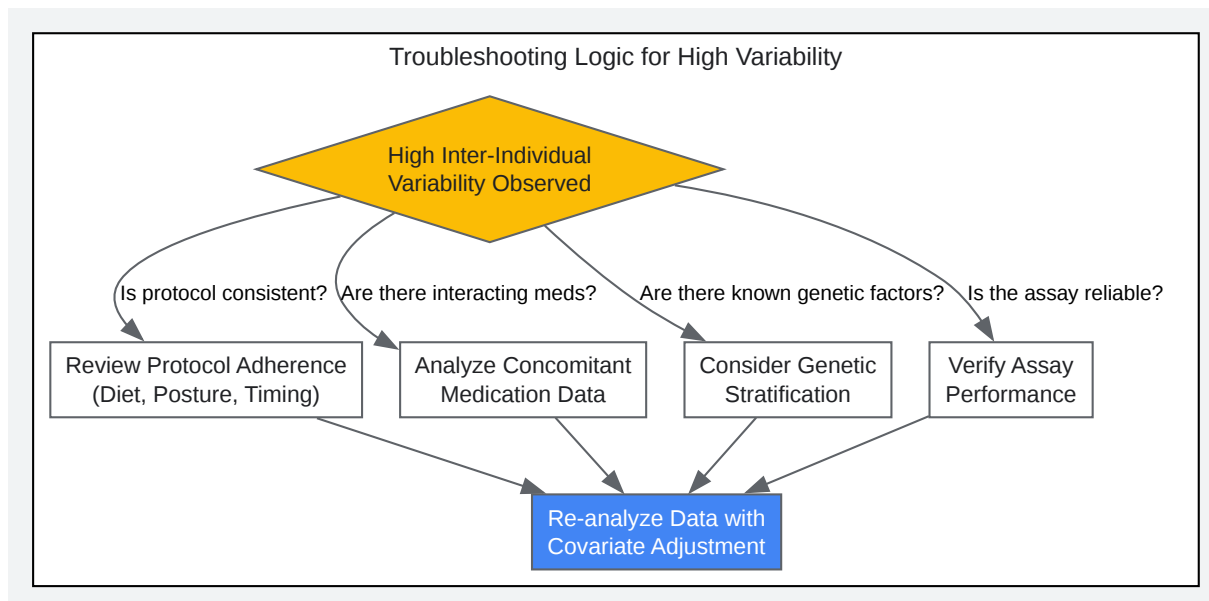 Troubleshooting Logic for High Variability
High Inter-Individual
Variability Observed
Is protocol consistent?
Are there interacting meds?
Are there known genetic factors?
Is the assay reliable?
Review Protocol Adherence
(Diet, Posture, Timing)
Analyze Concomitant
Medication Data
Consider Genetic
Stratification
Verify Assay
Performance
Re-analyze Data with
Covariate Adjustment